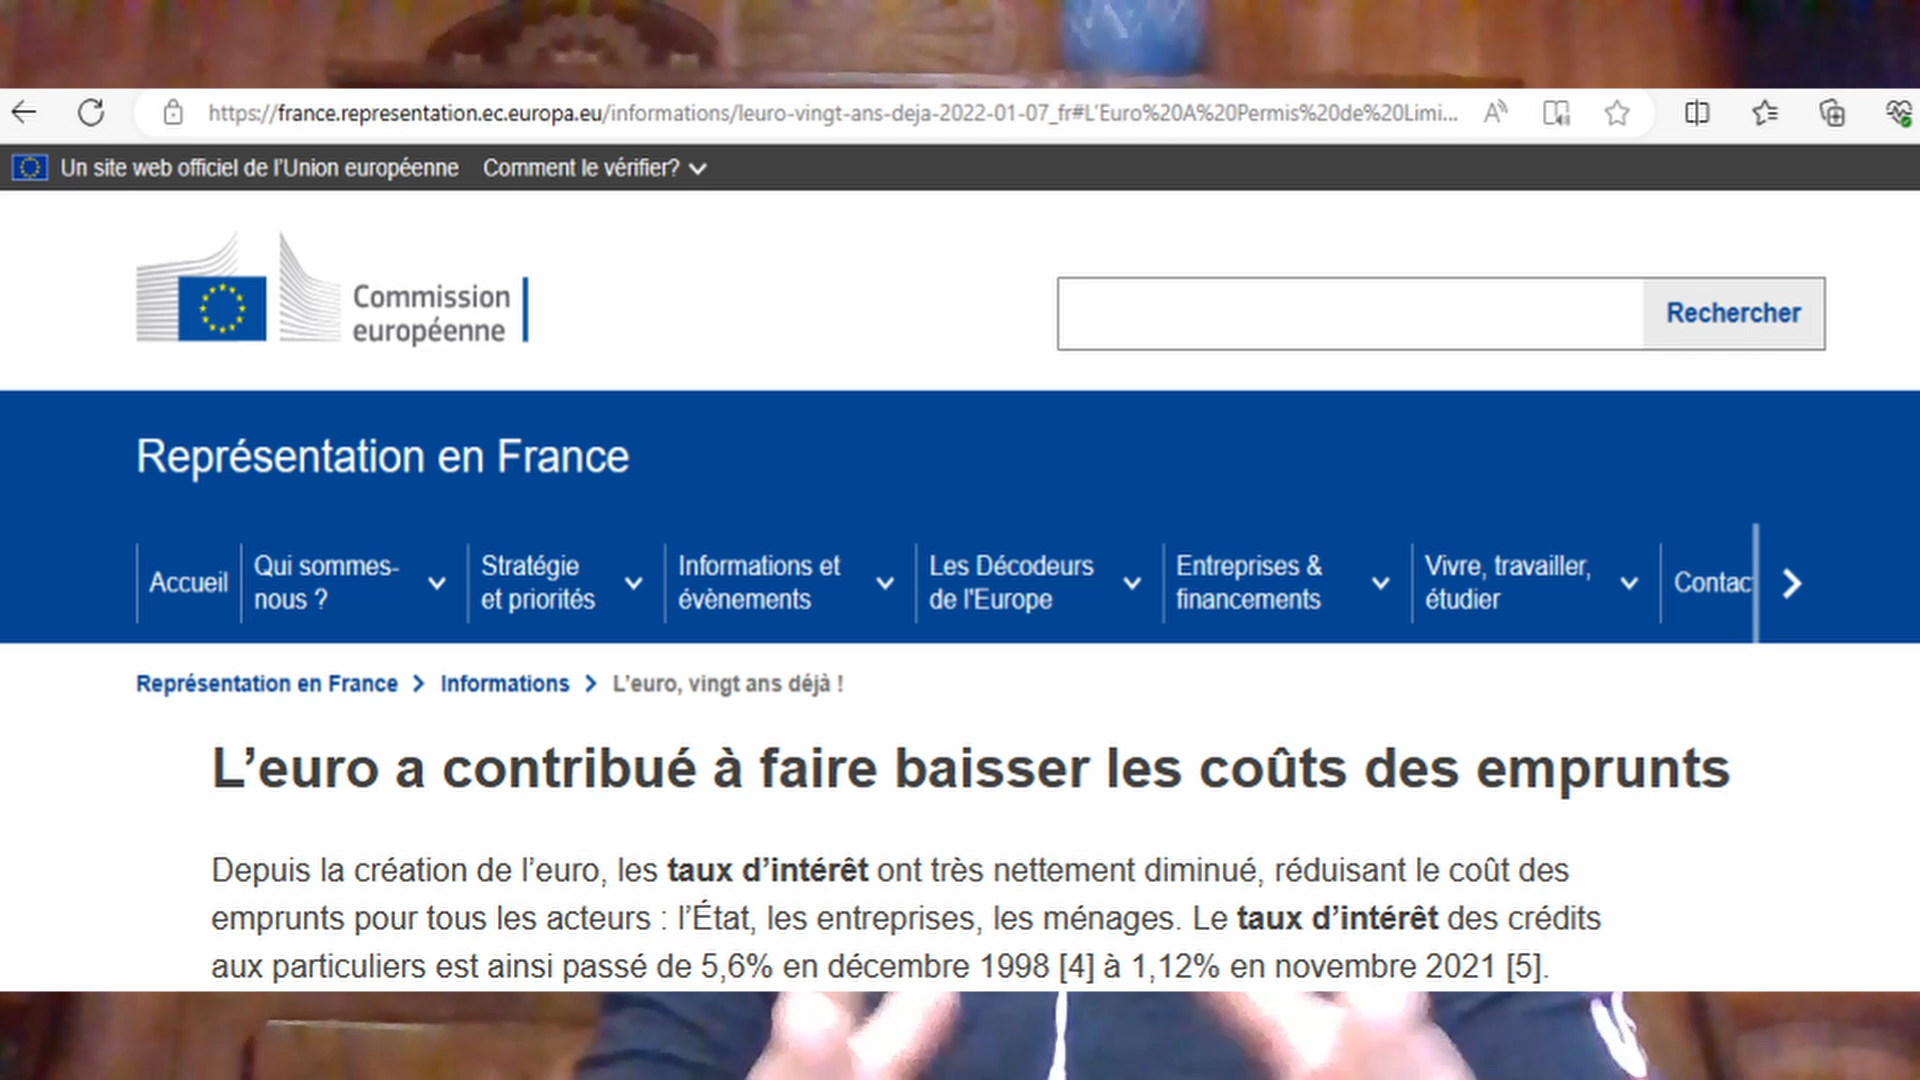 https://france.representation.ec.europa.eu/informations/leuro-vingt-ans-deja-2022-01-07_fr#L'Euro%20A%20Permis%20de%20Limi...
Un site web officiel de l'Union européenne Comment le vérifier?
Commission
européenne
Rechercher
Représentation en France
Accueil
Qui sommes-
nous ?
Stratégie
et priorités
Informations et
évènements
Les Décodeurs
de l'Europe
Entreprises &
financements
Vivre, travailler,
étudier
Contac
Représentation en France > Informations > L'euro, vingt ans déjà !
L'euro a contribué à faire baisser les coûts des emprunts
Depuis la création de l'euro, les taux d'intérêt ont très nettement diminué, réduisant le coût des
emprunts pour tous les acteurs : l'État, les entreprises, les ménages. Le taux d'intérêt des crédits
aux particuliers est ainsi passé de 5,6% en décembre 1998 [4] à 1,12% en novembre 2021 [5].